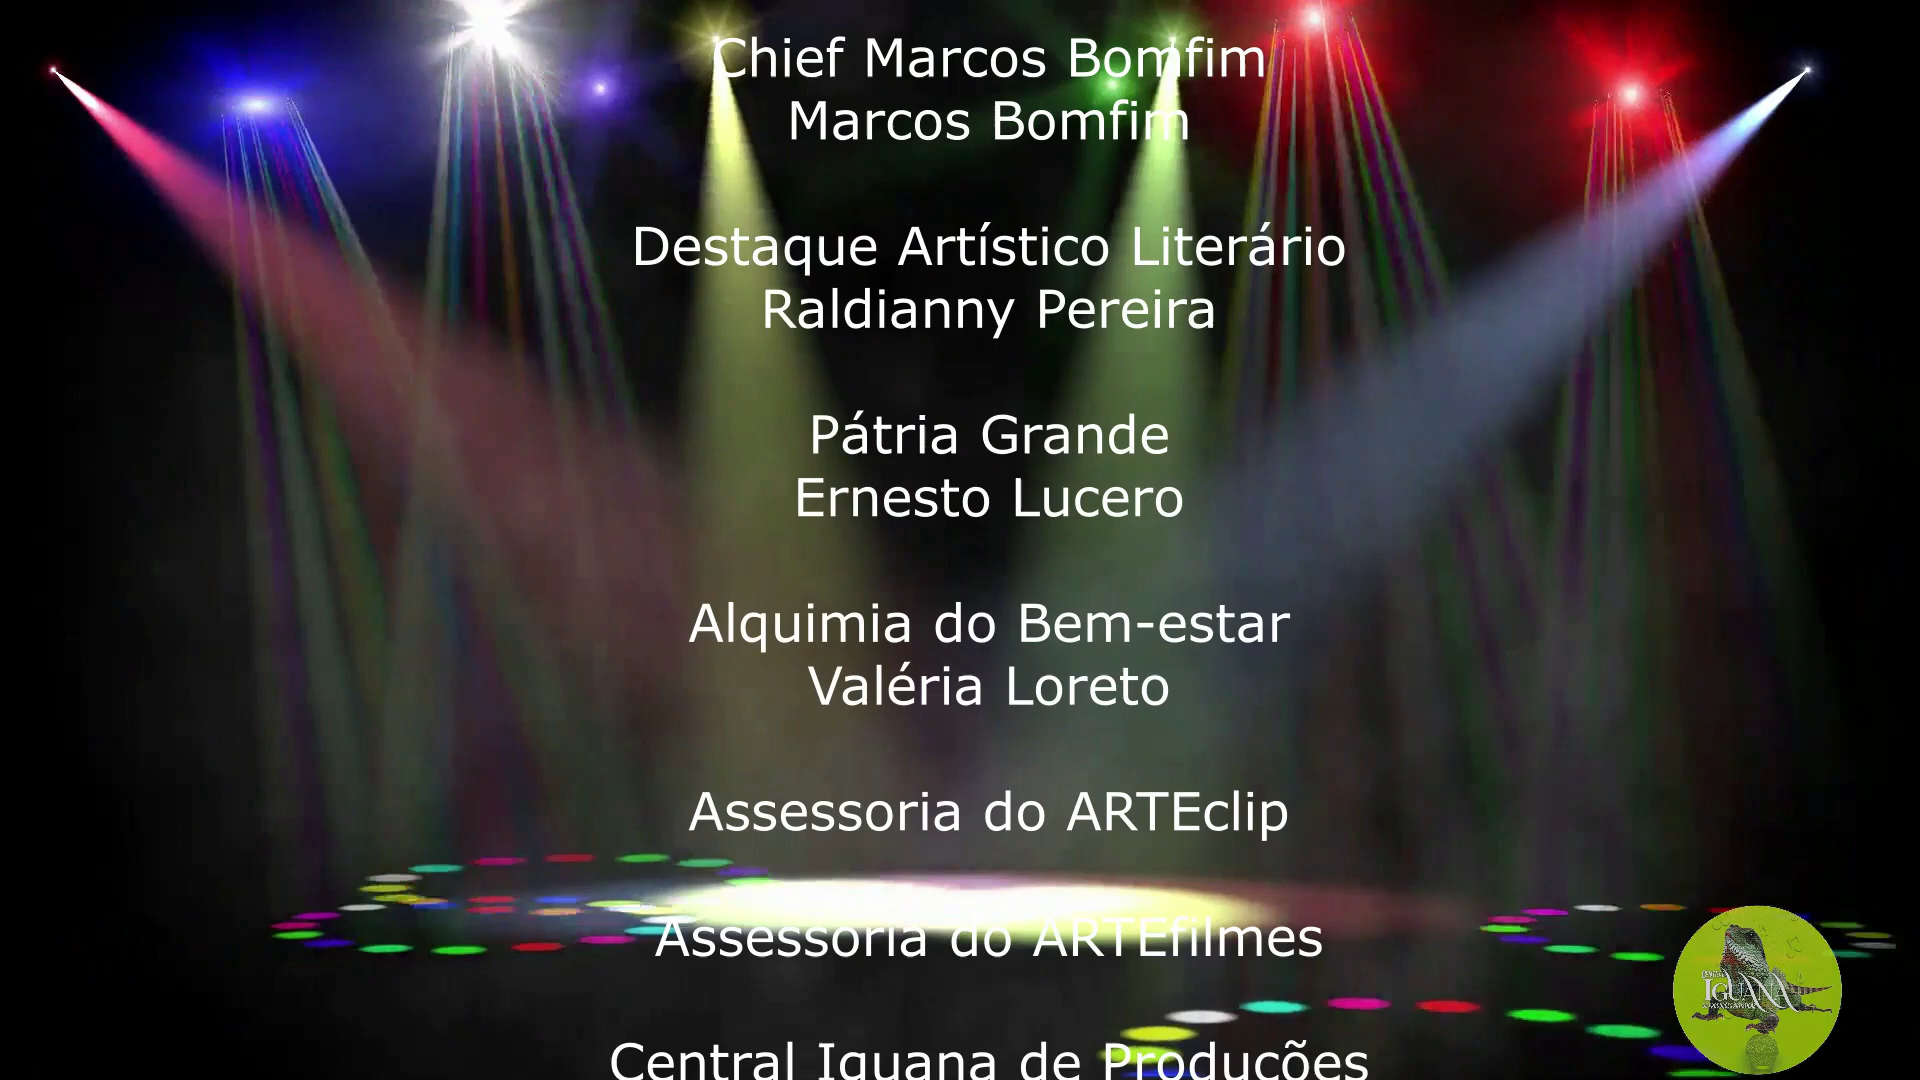 Chief Marcos Bomfim
Marcos Bomfim
Destaque Artístico Literário
Raldianny Pereira
Pátria Grande
Ernesto Lucero
Alquimia do Bem-estar
Valéria Loreto
Assessoria do ARTEclip
Assessoria do ARTEfilmes
Central Iguana de Produções
IGUANA